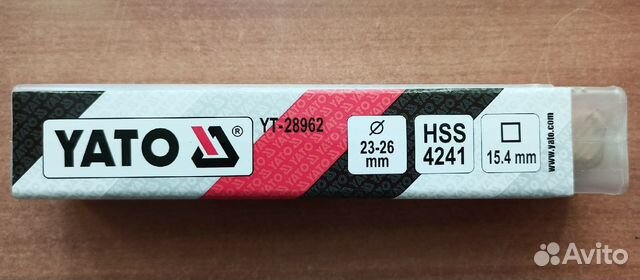 YATO ®
YT-28962
Ø
23-26
mm
HSS
4241
15.4 mm
www.yato.com
Avito